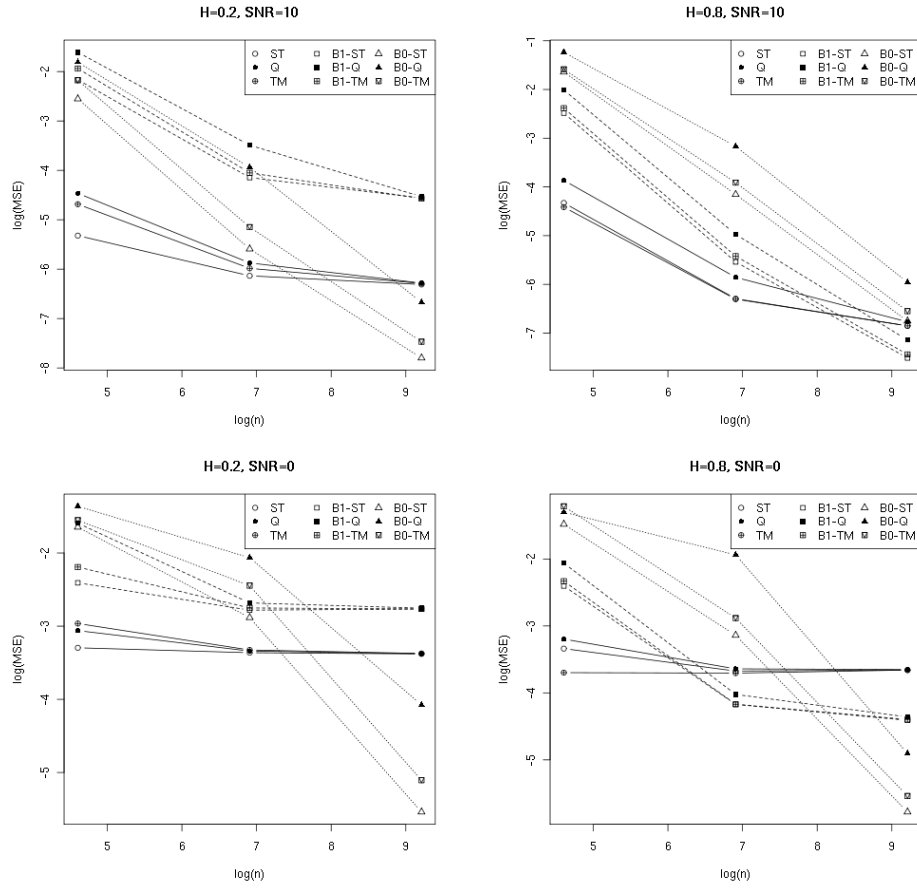 H=0.2, SNR=10
ST
Q
TM
B1-ST
B1-Q
B1-TM
B0-ST
B0-Q
B0-TM
log(MSE)
-2
-3
-4
-5
-6
-7
-8
5
6
7
8
9
log(n)
H=0.8, SNR=10
ST
Q
TM
B1-ST
B1-Q
B1-TM
B0-ST
B0-Q
B0-TM
log(MSE)
-1
-2
-3
-4
-5
-6
-7
5
6
7
8
9
log(n)
H=0.2, SNR=0
ST
Q
TM
B1-ST
B1-Q
B1-TM
B0-ST
B0-Q
B0-TM
log(MSE)
-2
-3
-4
-5
5
6
7
8
9
log(n)
H=0.8, SNR=0
ST
Q
TM
B1-ST
B1-Q
B1-TM
B0-ST
B0-Q
B0-TM
log(MSE)
-2
-3
-4
-5
5
6
7
8
9
log(n)